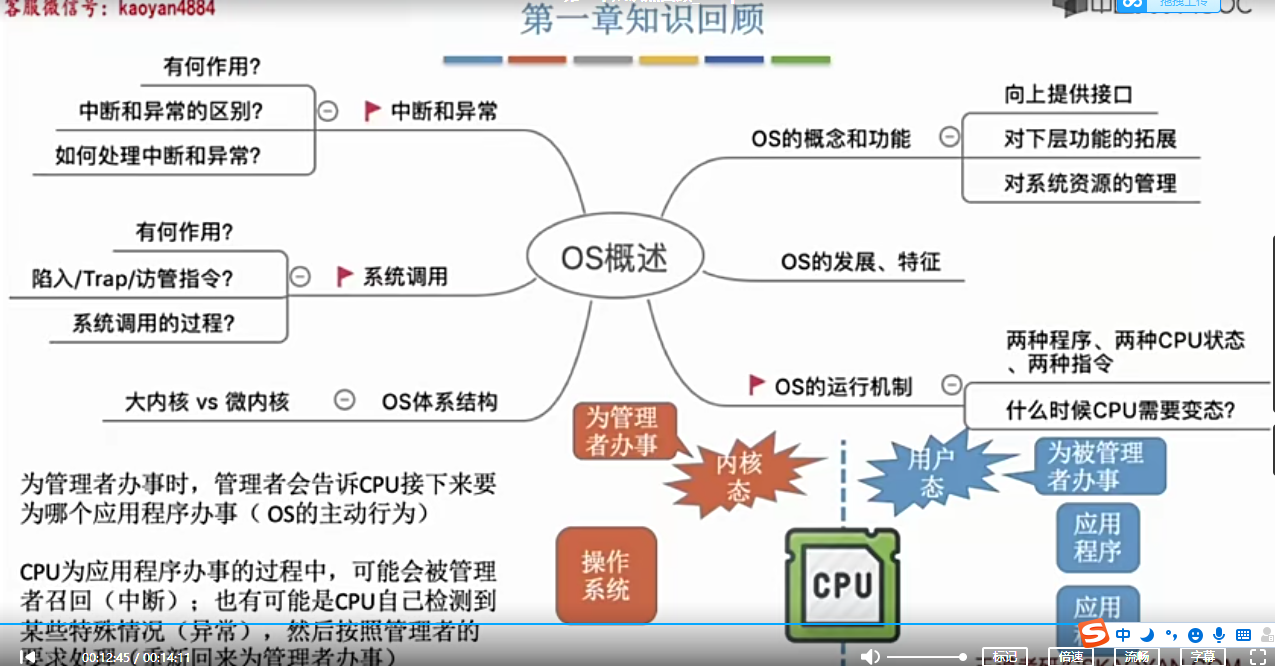 客服微信号：kaoyan4884
第一章知识回顾
拖拽上传
有何作用?
中断和异常的区别?
如何处理中断和异常?
中断和异常
有何作用?
陷入/Trap/访管指令?
系统调用的过程?
系统调用
大内核 vs 微内核
OS体系结构
OS概述
OS的概念和功能
向上提供接口
对下层功能的拓展
对系统资源的管理
OS的发展、特征
OS的运行机制
两种程序、两种CPU状态
、两种指令
什么时候CPU需要变态?
为管理
者办事
内核
态
用户
态
为被管理
者办事
操作
系统
CPU
应用
程序
应用
为管理者办事时，管理者会告诉CPU接下来要
为哪个应用程序办事（ OS的主动行为）
CPU为应用程序办事的过程中，可能会被管理
者召回（中断）；也有可能是CPU自己检测到
某些特殊情况（异常），然后按照管理者的
回来为管理者办事）
00:12:45 / 00:14:11
标记
倍速
流畅
字幕
中